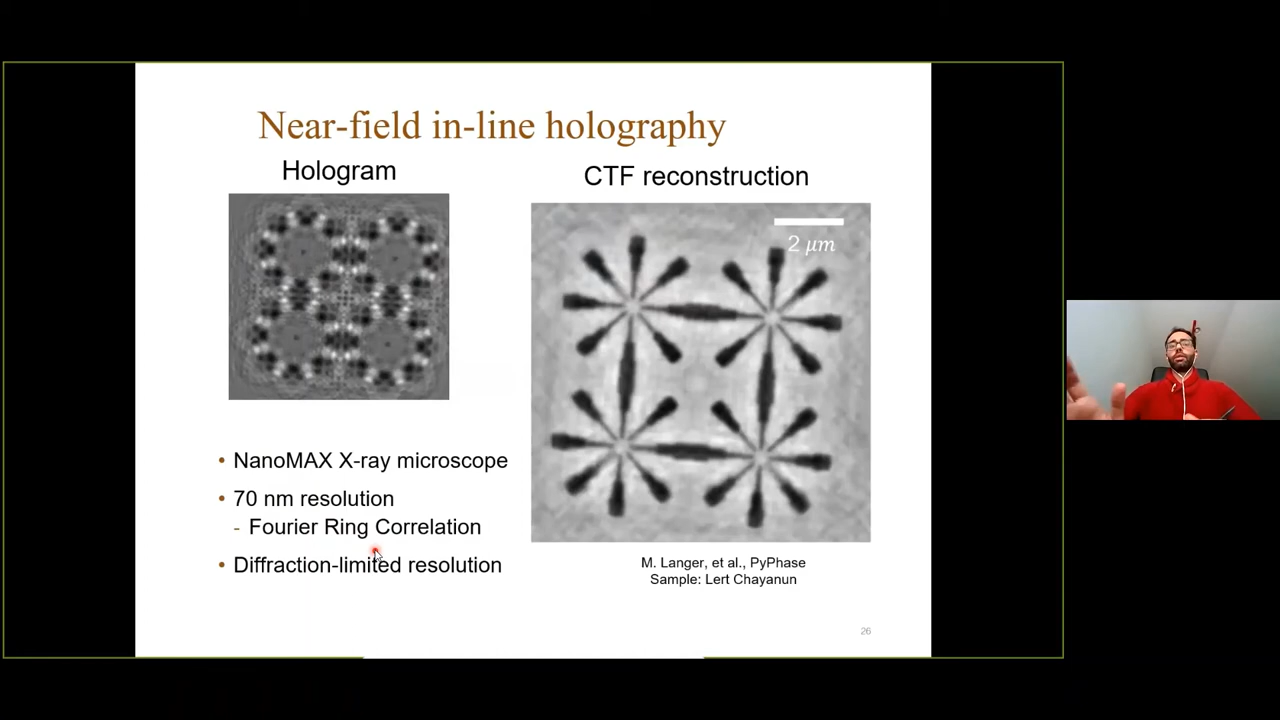 Near-field in-line holography
Hologram
CTF reconstruction
2 μm
• NanoMAX X-ray microscope
• 70 nm resolution
- Fourier Ring Correlation
• Diffraction-limited resolution
M. Langer, et al., PyPhase
Sample: Lert Chayanun
26